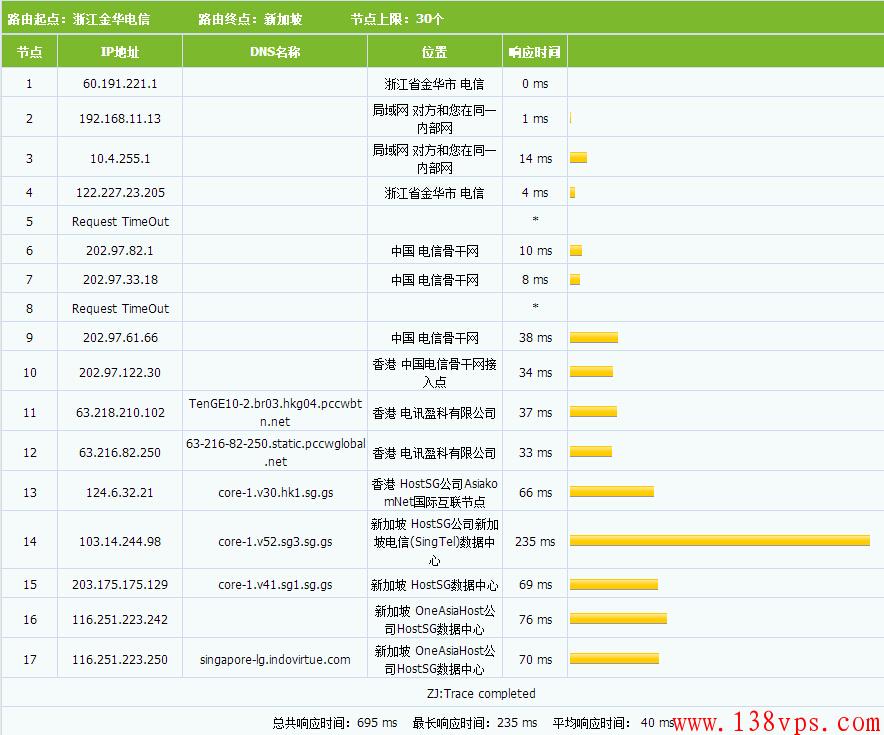 路由起点：浙江金华电信 路由终点：新加坡 节点上限：30个
节点 IP地址 DNS名称 位置 响应时间
1 60.191.221.1 浙江省金华市 电信 0 ms
2 192.168.11.13 局域网 对方和您在同一内部网 1 ms
3 10.4.255.1 局域网 对方和您在同一内部网 14 ms
4 122.227.23.205 浙江省金华市 电信 4 ms
5 Request TimeOut *
6 202.97.82.1 中国 电信骨干网 10 ms
7 202.97.33.18 中国 电信骨干网 8 ms
8 Request TimeOut *
9 202.97.61.66 中国 电信骨干网 38 ms
10 202.97.122.30 香港 中国电信骨干网接入点 34 ms
11 63.218.210.102 TenGE10-2.br03.hkg04.pccwbtn.net 香港 电讯盈科有限公司 37 ms
12 63.216.82.250 63-216-82-250.static.pccwglobal.net 香港 电讯盈科有限公司 33 ms
13 124.6.32.21 core-1.v30.hk1.sg.gs 香港 HostSG公司AsiakomNet国际互联节点 66 ms
14 103.14.244.98 core-1.v52.sg3.sg.gs 新加坡 HostSG公司新加坡电信(SingTel)数据中心 235 ms
15 203.175.175.129 core-1.v41.sg1.sg.gs 新加坡 HostSG数据中心 69 ms
16 116.251.223.242 新加坡 OneAsiaHost公司HostSG数据中心 76 ms
17 116.251.223.250 singapore-lg.indovirtue.com 新加坡 OneAsiaHost公司HostSG数据中心 70 ms
ZJ:Trace completed
总共响应时间：695 ms 最长响应时间：235 ms 平均响应时间： 40 ms
www.138vps.com